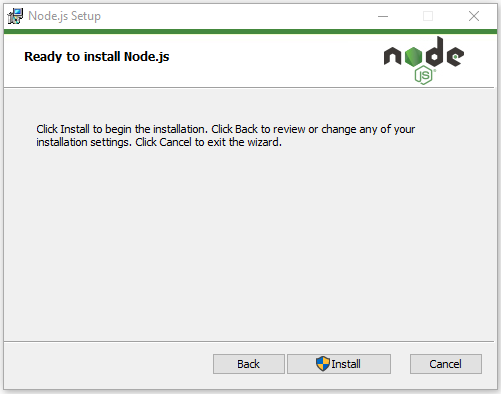 Node.js Setup
Ready to install Node.js
node
JS
Click Install to begin the installation. Click Back to review or change any of your
installation settings. Click Cancel to exit the wizard.
Back
Install
Cancel